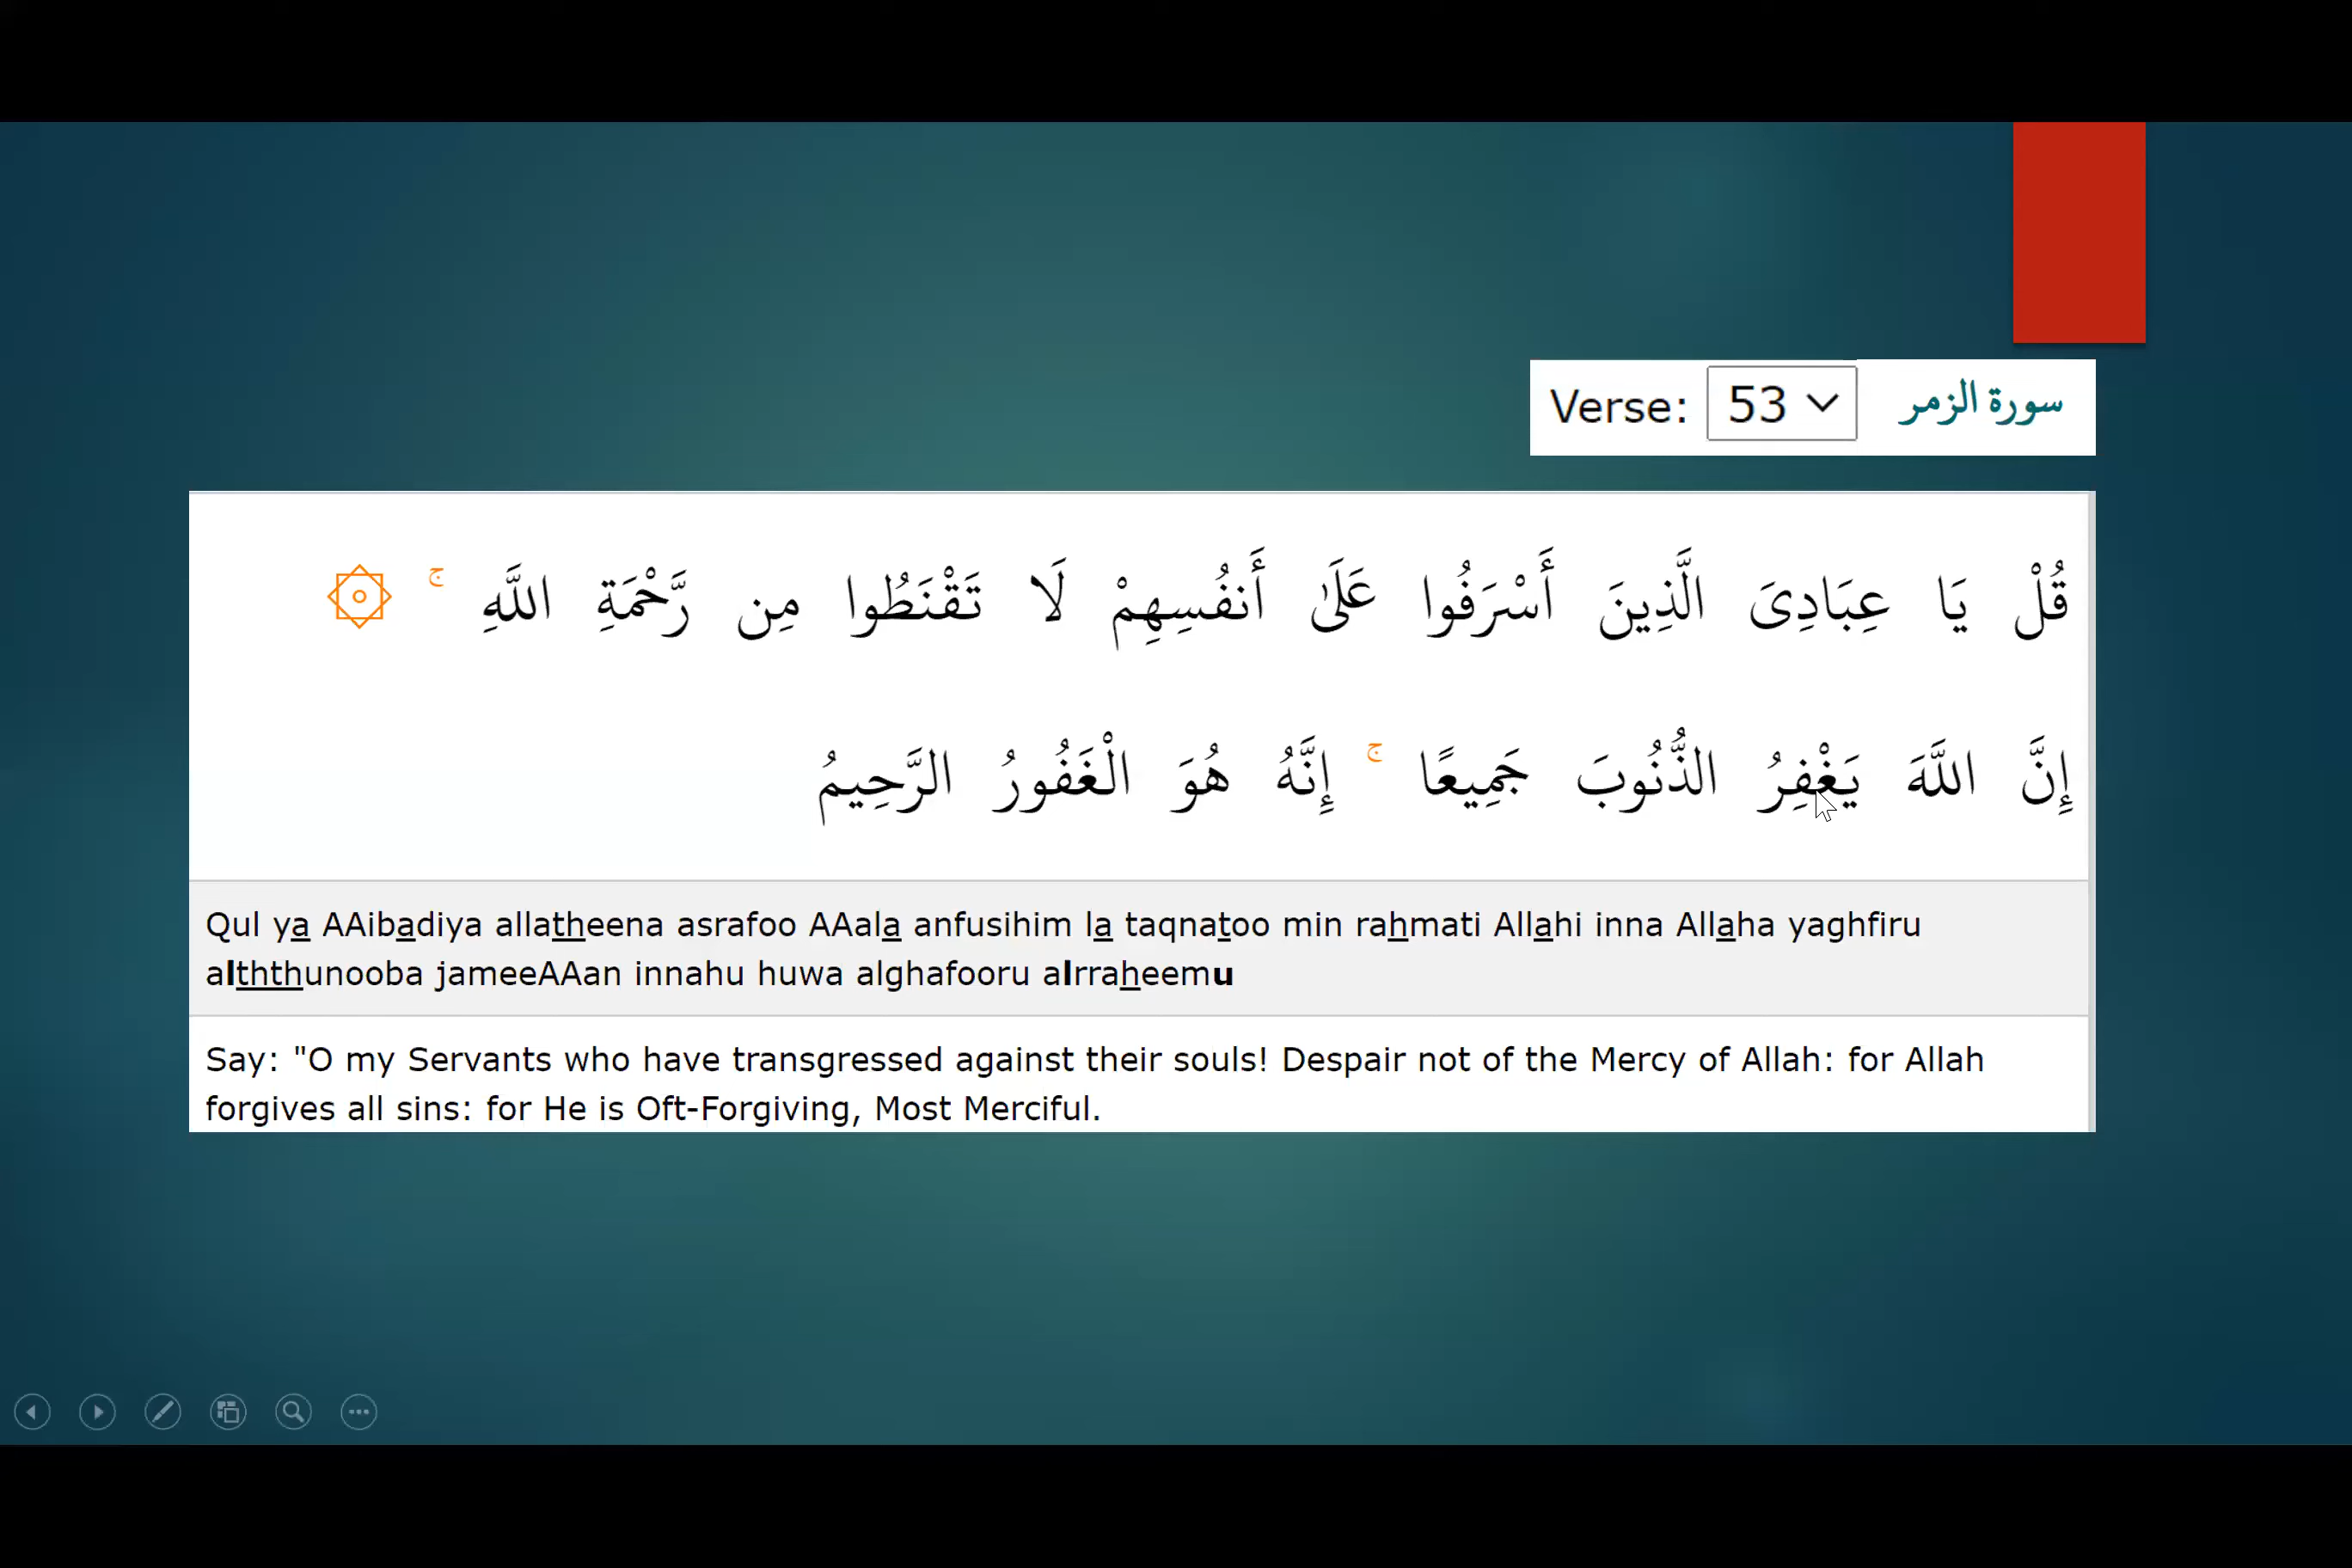 Verse: 53 سورة الزمر
۞ قُلْ يَا عِبَادِىَ الَّذِينَ أَسْرَفُوا عَلَىٰ أَنفُسِهِمْ لَا تَقْنَطُوا مِن رَّحْمَةِ اللَّهِ ۚ
إِنَّ اللَّهَ يَغْفِرُ الذُّنُوبَ جَمِيعًا ۚ إِنَّهُ هُوَ الْغَفُورُ الرَّحِيمُ
Qul ya AAibadiya allatheena asrafoo AAala anfusihim la taqnatoo min rahmati Allahi inna Allaha yaghfiru
alththunooba jameeAAan innahu huwa alghafooru alrraheemu
Say: "O my Servants who have transgressed against their souls! Despair not of the Mercy of Allah: for Allah
forgives all sins: for He is Oft-Forgiving, Most Merciful.